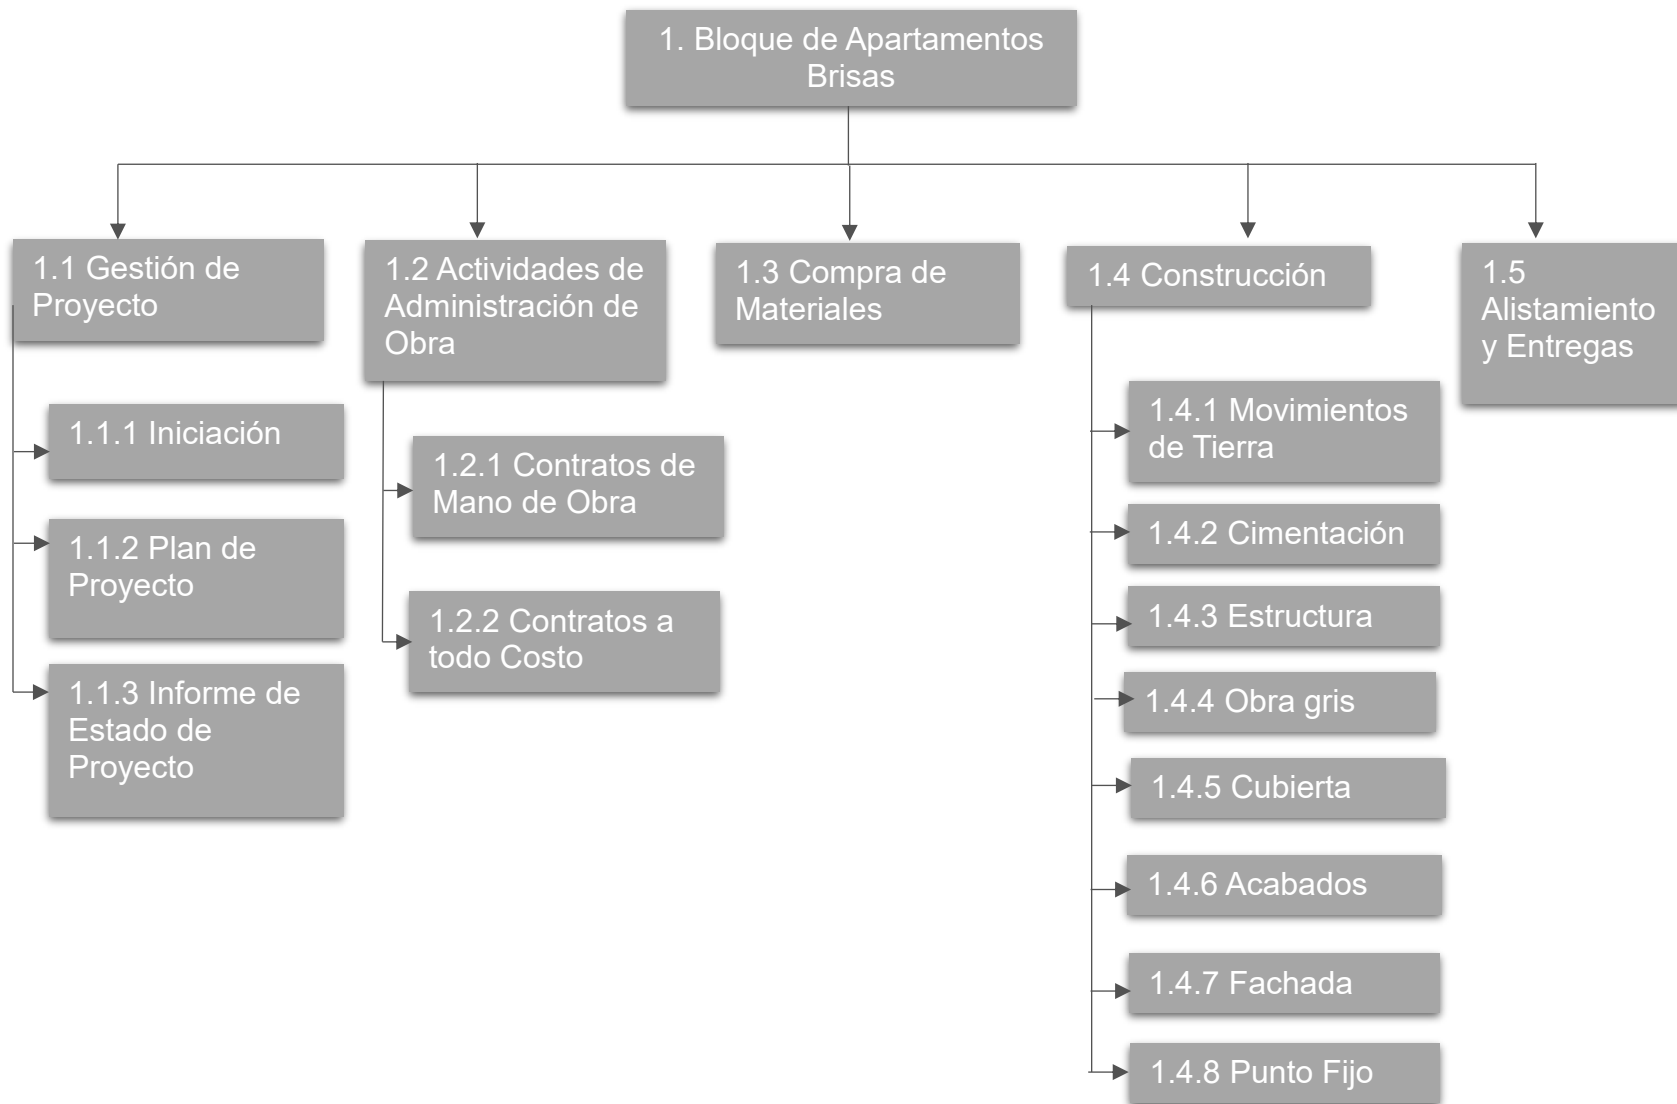 1. Bloque de Apartamentos
Brisas
1.1 Gestión de
Proyecto
1.1.1 Iniciación
1.1.2 Plan de
Proyecto
1.1.3 Informe de
Estado de
Proyecto
1.2 Actividades de
Administración de
Obra
1.2.1 Contratos de
Mano de Obra
1.2.2 Contratos a
todo Costo
1.3 Compra de
Materiales
1.4 Construcción
1.4.1 Movimientos
de Tierra
1.4.2 Cimentación
1.4.3 Estructura
1.4.4 Obra gris
1.4.5 Cubierta
1.4.6 Acabados
1.4.7 Fachada
1.4.8 Punto Fijo
1.5
Alistamiento
y Entregas